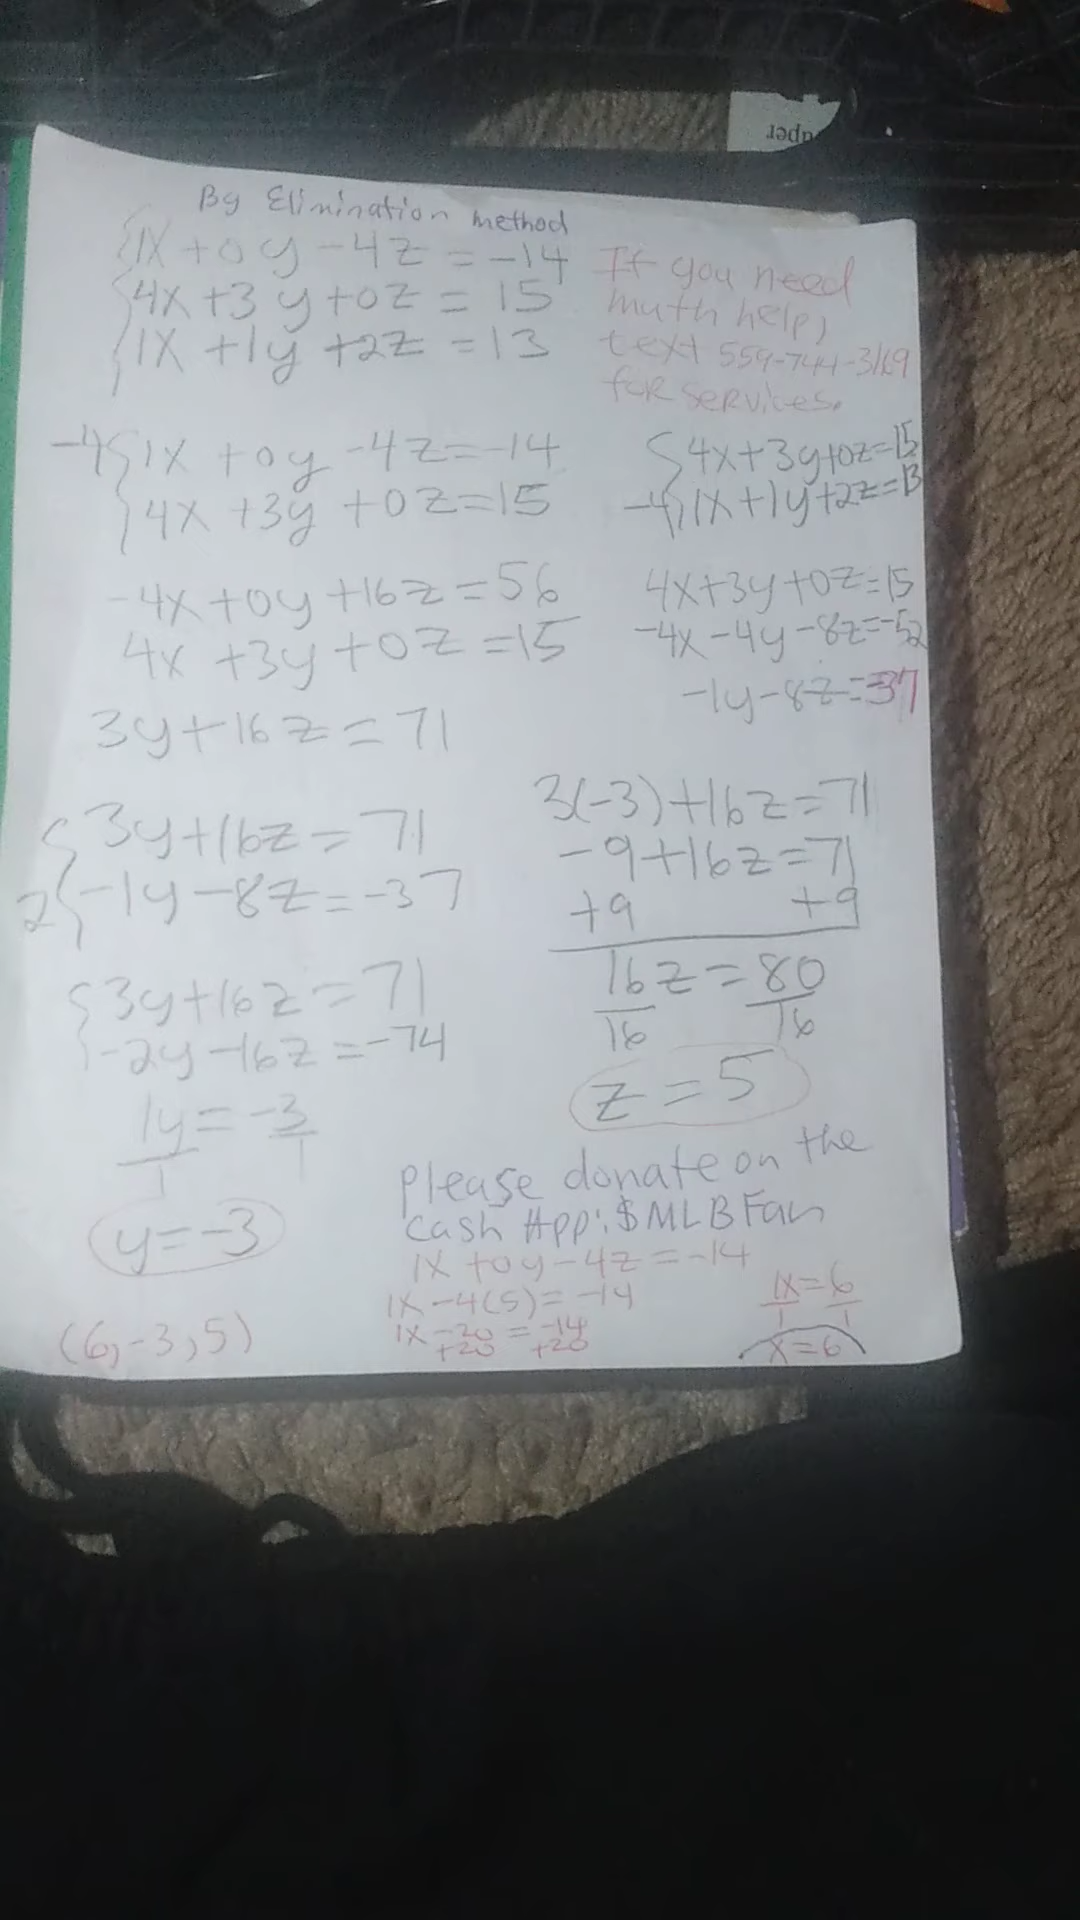 By Elimination method
1x + 0y - 4z = -14
4x + 3y + 0z = 15
1x + 1y + 2z = 13
If you need
math help,
text 559-744-3169
for services.
-4 1x + 0y - 4z = -14
4x + 3y + 0z = 15
-4x + 0y + 16z = 56
4x + 3y + 0z = 15
3y + 16z = 71
4x + 3y + 0z = 15
-4 1x + 1y + 2z = 13
4x + 3y + 0z = 15
-4x - 4y - 8z = -52
-1y - 8z = -37
3y + 16z = 71
2 -1y - 8z = -37
3y + 16z = 71
-2y - 16z = -74
1y = -3
1 1
y = -3
3(-3) + 16z = 71
-9 + 16z = 71
+9 +9
16z = 80
16 16
z = 5
please donate on the
cash App: $MLBFan
1x + 0y - 4z = -14
1x - 4(5) = -14
1x - 20 = -14
+20 +20
1x = 6
1 1
x = 6
(6, -3, 5)